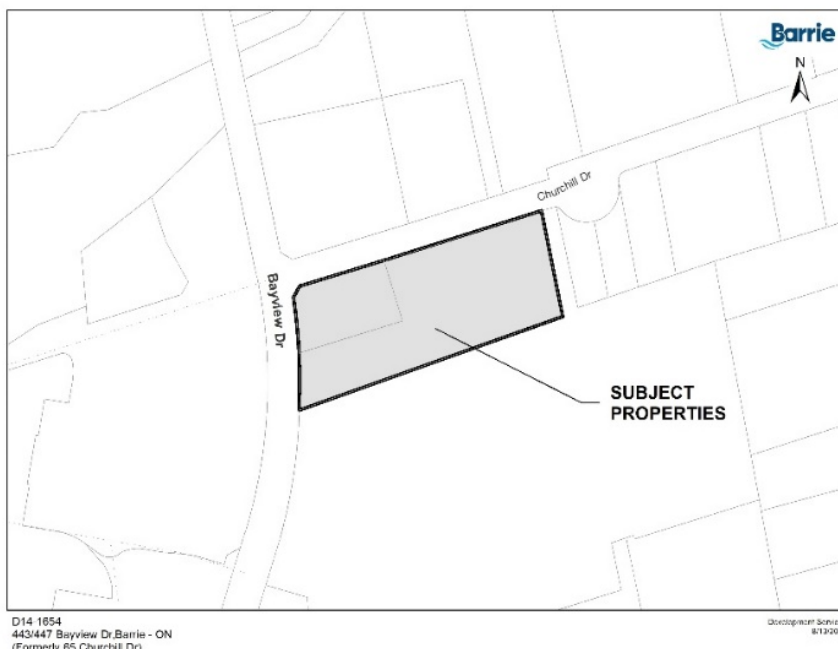 Barrie
N
Churchill Dr
Bayview Dr
SUBJECT
PROPERTIES
D14-1654
443/447 Bayview Dr,Barrie - ON
(Formerly 65 Churchill Dr)
Development